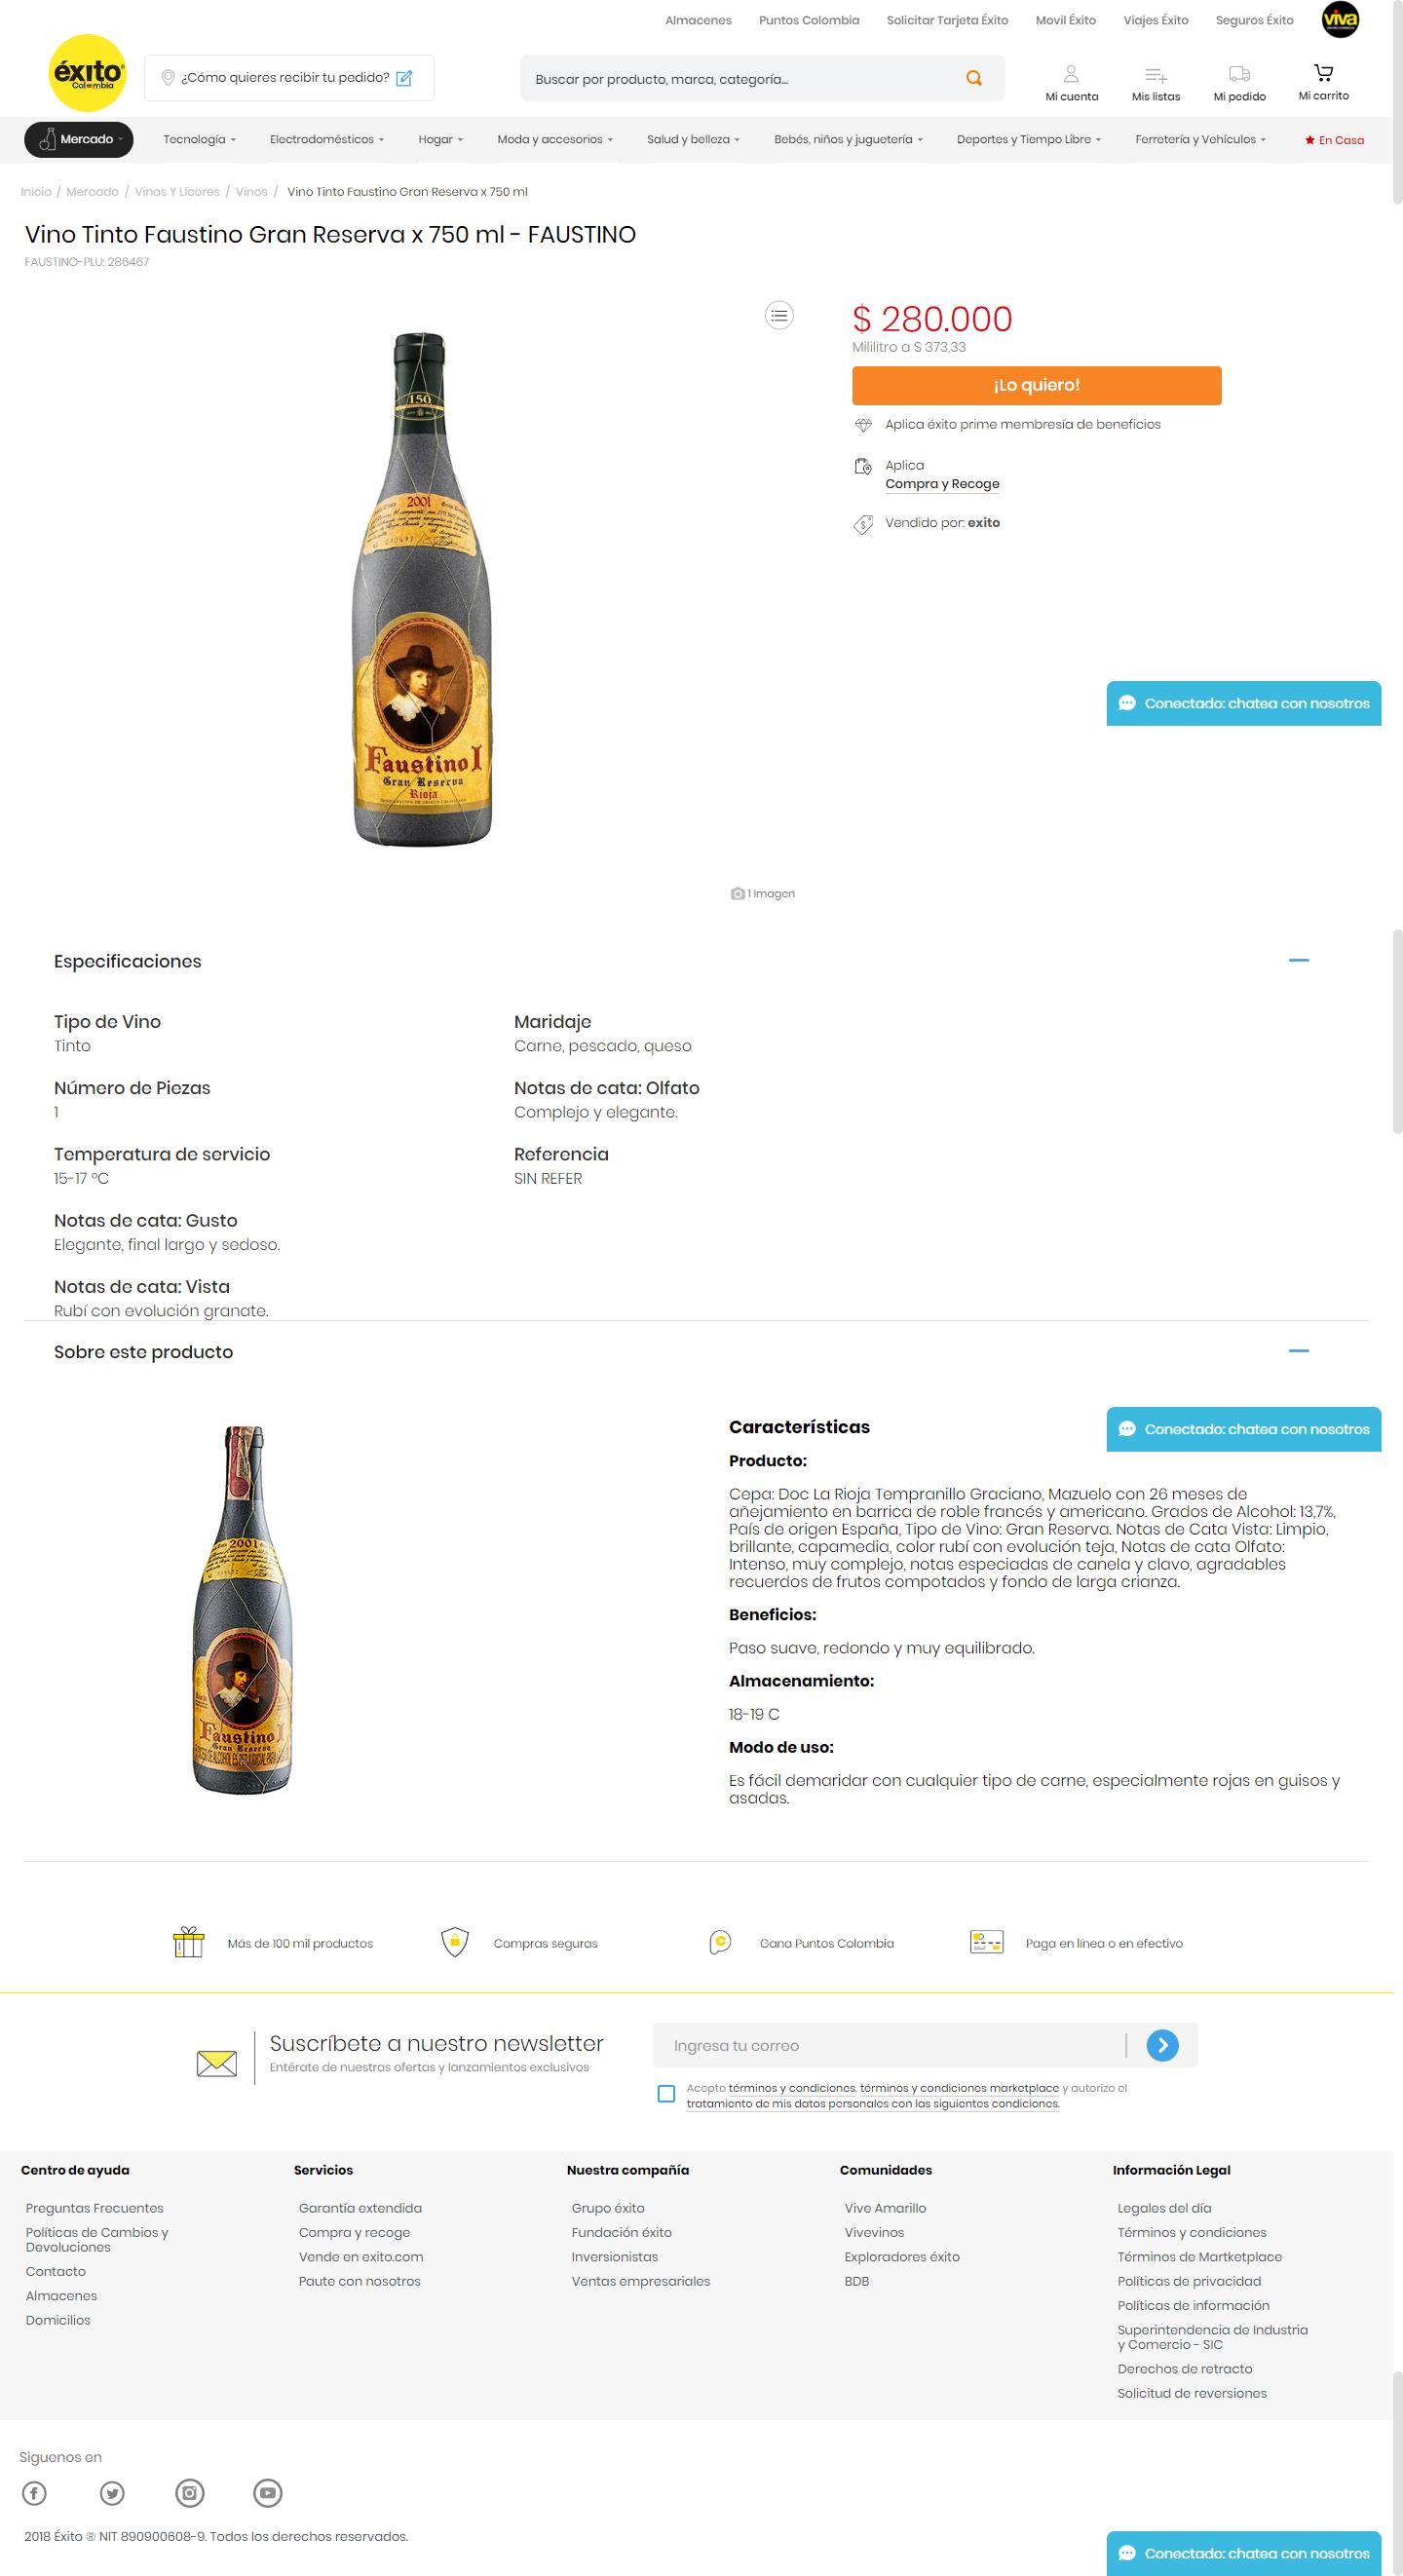 Almacenes Puntos Colombia Solicitar Tarjeta Éxito Movil Éxito Viajes Éxito Seguros Éxito viva
éxito
Colombia
¿Cómo quieres recibir tu pedido?
Buscar por producto, marca, categoría...
Mi cuenta Mis listas Mi pedido Mi carrito
Mercado Tecnología Electrodomésticos Hogar Moda y accesorios Salud y belleza Bebés, niños y juguetería Deportes y Tiempo Libre Ferretería y Vehículos En Casa
Inicio / Mercado / Vinos Y Licores / Vinos / Vino Tinto Faustino Gran Reserva x 750 ml
Vino Tinto Faustino Gran Reserva x 750 ml - FAUSTINO
FAUSTINO-PLU: 286467
150
2001
Faustino I
Gran Reserva
Rioja
$ 280.000
Mililitro a $ 373,33
¡Lo quiero!
Aplica éxito prime membresía de beneficios
Aplica
Compra y Recoge
Vendido por: exito
Conectado: chatea con nosotros
1 Imagen
Especificaciones
Tipo de Vino
Tinto
Número de Piezas
1
Temperatura de servicio
15-17 °C
Notas de cata: Gusto
Elegante, final largo y sedoso.
Notas de cata: Vista
Rubí con evolución granate.
Maridaje
Carne, pescado, queso
Notas de cata: Olfato
Complejo y elegante.
Referencia
SIN REFER
Sobre este producto
2001
Faustino I
Gran Reserva
Conectado: chatea con nosotros
Características
Producto:
Cepa: Doc La Rioja Tempranillo Graciano, Mazuelo con 26 meses de
añejamiento en barrica de roble francés y americano. Grados de Alcohol: 13,7%,
País de origen España, Tipo de Vino: Gran Reserva. Notas de Cata Vista: Limpio,
brillante, capamedia, color rubí con evolución teja, Notas de cata Olfato:
Intenso, muy complejo, notas especiadas de canela y clavo, agradables
recuerdos de frutos compotados y fondo de larga crianza.
Beneficios:
Paso suave, redondo y muy equilibrado.
Almacenamiento:
18-19 C
Modo de uso:
Es fácil demaridar con cualquier tipo de carne, especialmente rojas en guisos y
asadas.
Más de 100 mil productos Compras seguras Gana Puntos Colombia Paga en línea o en efectivo
Suscríbete a nuestro newsletter
Entérate de nuestras ofertas y lanzamientos exclusivos
Ingresa tu correo
Acepto términos y condiciones, términos y condiciones marketplace y autorizo el
tratamiento de mis datos personales con las siguientes condiciones.
Centro de ayuda
Preguntas Frecuentes
Políticas de Cambios y
Devoluciones
Contacto
Almacenes
Domicilios
Servicios
Garantía extendida
Compra y recoge
Vende en exito.com
Paute con nosotros
Nuestra compañía
Grupo éxito
Fundación éxito
Inversionistas
Ventas empresariales
Comunidades
Vive Amarillo
Vivevinos
Exploradores éxito
BDB
Información Legal
Legales del día
Términos y condiciones
Términos de Martketplace
Políticas de privacidad
Políticas de información
Superintendencia de Industria
y Comercio - SIC
Derechos de retracto
Solicitud de reversiones
Siguenos en
2018 Éxito ® NIT 890900608-9. Todos los derechos reservados.
Conectado: chatea con nosotros